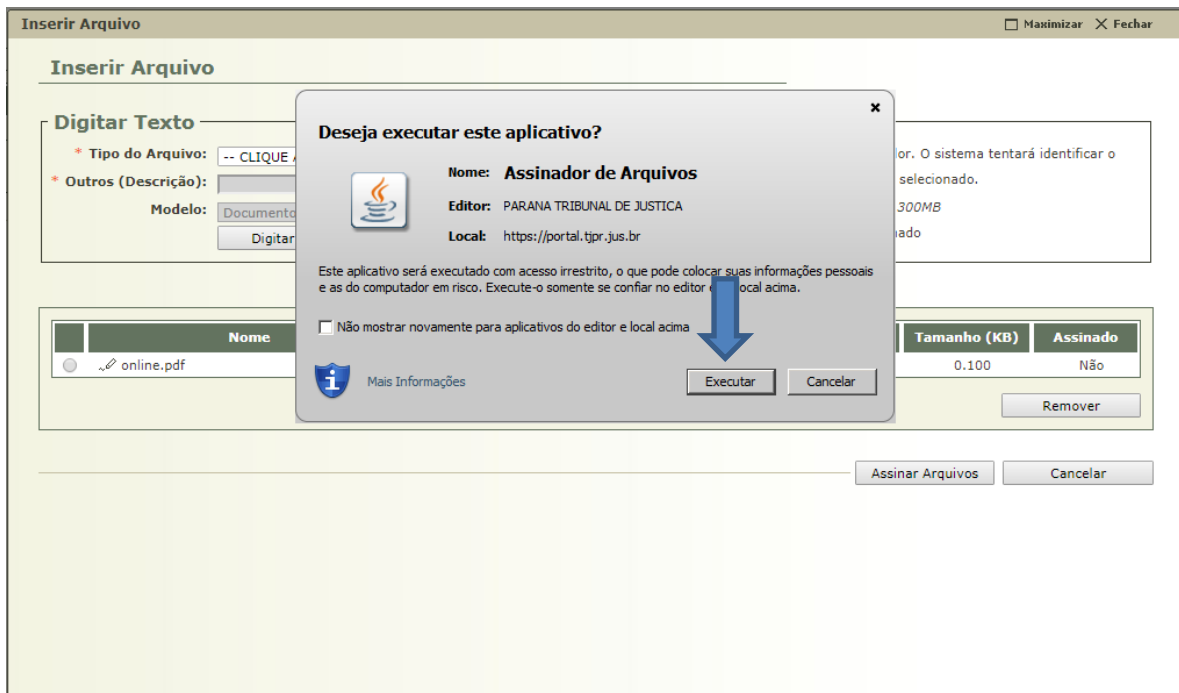 Inserir Arquivo
Maximizar Fechar
Inserir Arquivo
Digitar Texto
* Tipo do Arquivo: -- CLIQUE
* Outros (Descrição):
Modelo: Documento
Digitar
or. O sistema tentará identificar o
selecionado.
300MB
Deseja executar este aplicativo?
Nome: Assinador de Arquivos
Editor: PARANA TRIBUNAL DE JUSTICA
Local: https://portal.tjpr.jus.br
Este aplicativo será executado com acesso irrestrito, o que pode colocar suas informações pessoais
e as do computador em risco. Execute-o somente se confiar no editor local acima.
Não mostrar novamente para aplicativos do editor e local acima
Mais Informações
Executar Cancelar
Nome Tamanho (KB) Assinado
online.pdf 0.100 Não
Remover
Assinar Arquivos Cancelar